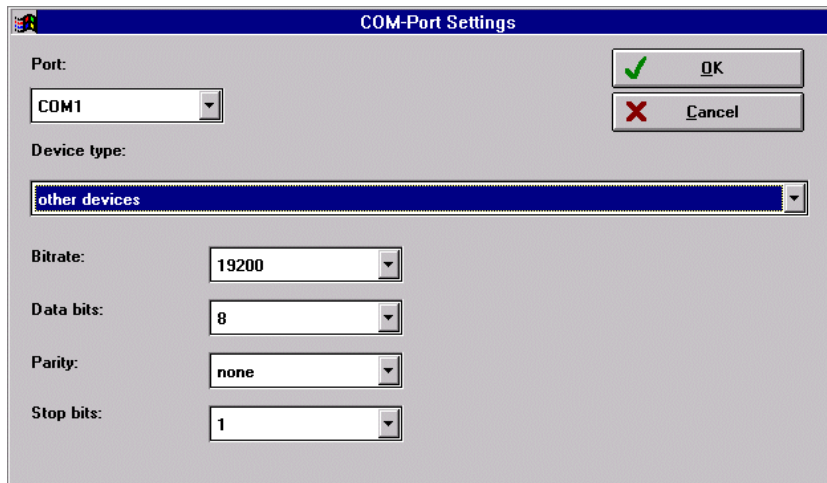 COM-Port Settings
Port:
OK
COM1
Cancel
Device type:
other devices
Bitrate:
19200
Data bits:
8
Parity:
none
Stop bits:
1